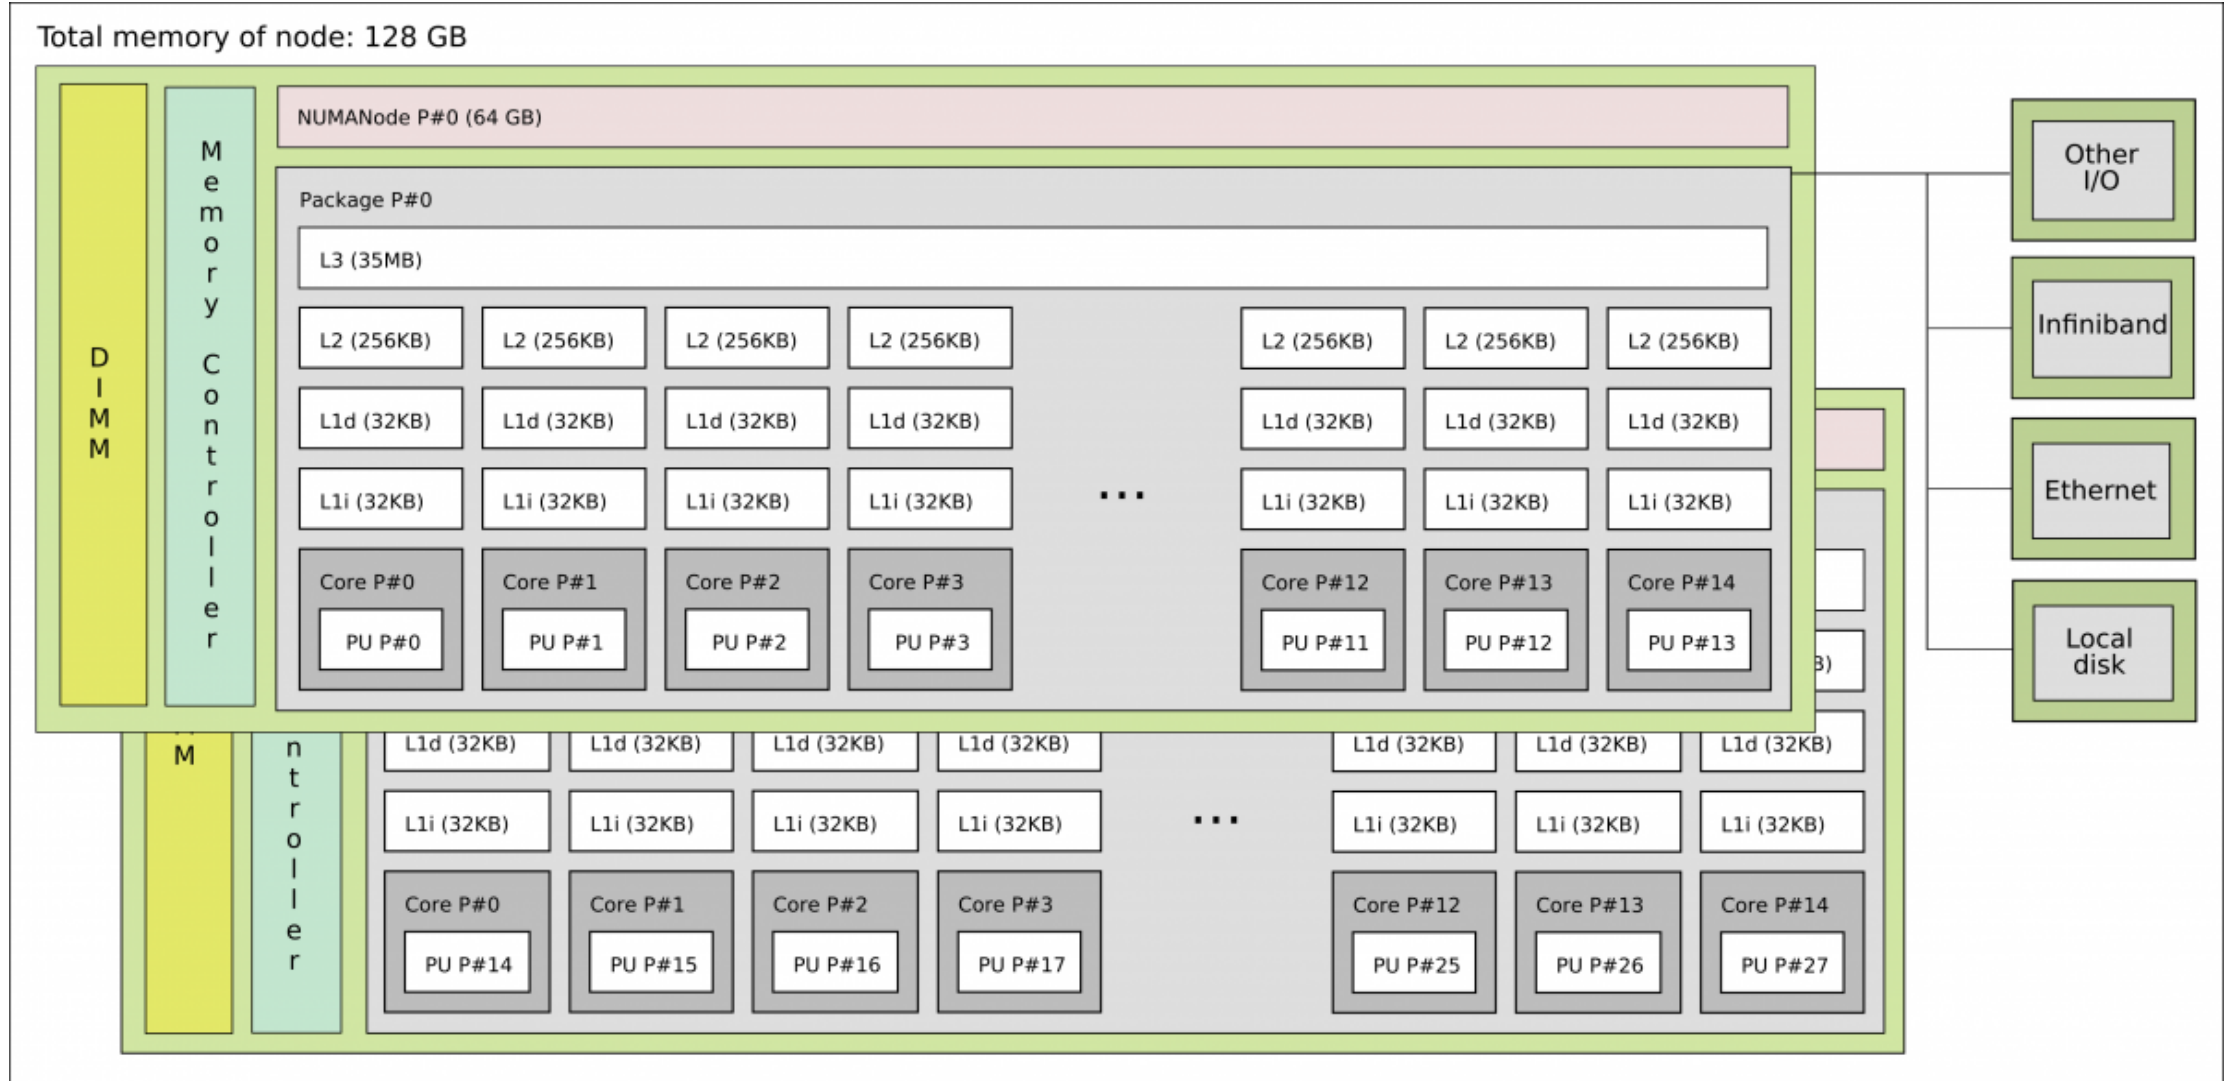 Total memory of node: 128 GB
DIMM
Memory Controller
NUMANode P#0 (64 GB)
Package P#0
L3 (35MB)
L2 (256KB) L2 (256KB) L2 (256KB) L2 (256KB) L2 (256KB) L2 (256KB) L2 (256KB)
L1d (32KB) L1d (32KB) L1d (32KB) L1d (32KB) L1d (32KB) L1d (32KB) L1d (32KB)
L1i (32KB) L1i (32KB) L1i (32KB) L1i (32KB) ... L1i (32KB) L1i (32KB) L1i (32KB)
Core P#0 Core P#1 Core P#2 Core P#3 Core P#12 Core P#13 Core P#14
PU P#0 PU P#1 PU P#2 PU P#3 PU P#11 PU P#12 PU P#13
Other
I/O
Infiniband
Ethernet
Local
disk
B)
M
ntroller
L1d (32KB) L1d (32KB) L1d (32KB) L1d (32KB) L1d (32KB) L1d (32KB) L1d (32KB)
L1i (32KB) L1i (32KB) L1i (32KB) L1i (32KB) ... L1i (32KB) L1i (32KB) L1i (32KB)
Core P#0 Core P#1 Core P#2 Core P#3 Core P#12 Core P#13 Core P#14
PU P#14 PU P#15 PU P#16 PU P#17 PU P#25 PU P#26 PU P#27